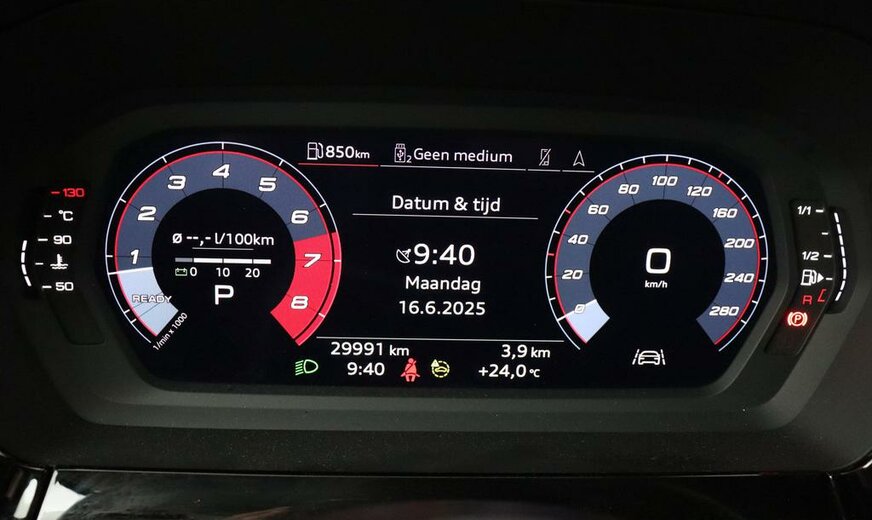 850km
2 Geen medium
Datum & tijd
9:40
Maandag
16.6.2025
29991 km
3,9 km
9:40
+24,0 °C
1 2 3 4 5 6 7 8
READY
1/min x 1000
ø --,- l/100km
0 10 20
P
0 20 40 60 80 100 120 160 200 240 280
0
km/h
130
°C
90
50
1/1
1/2
R
P